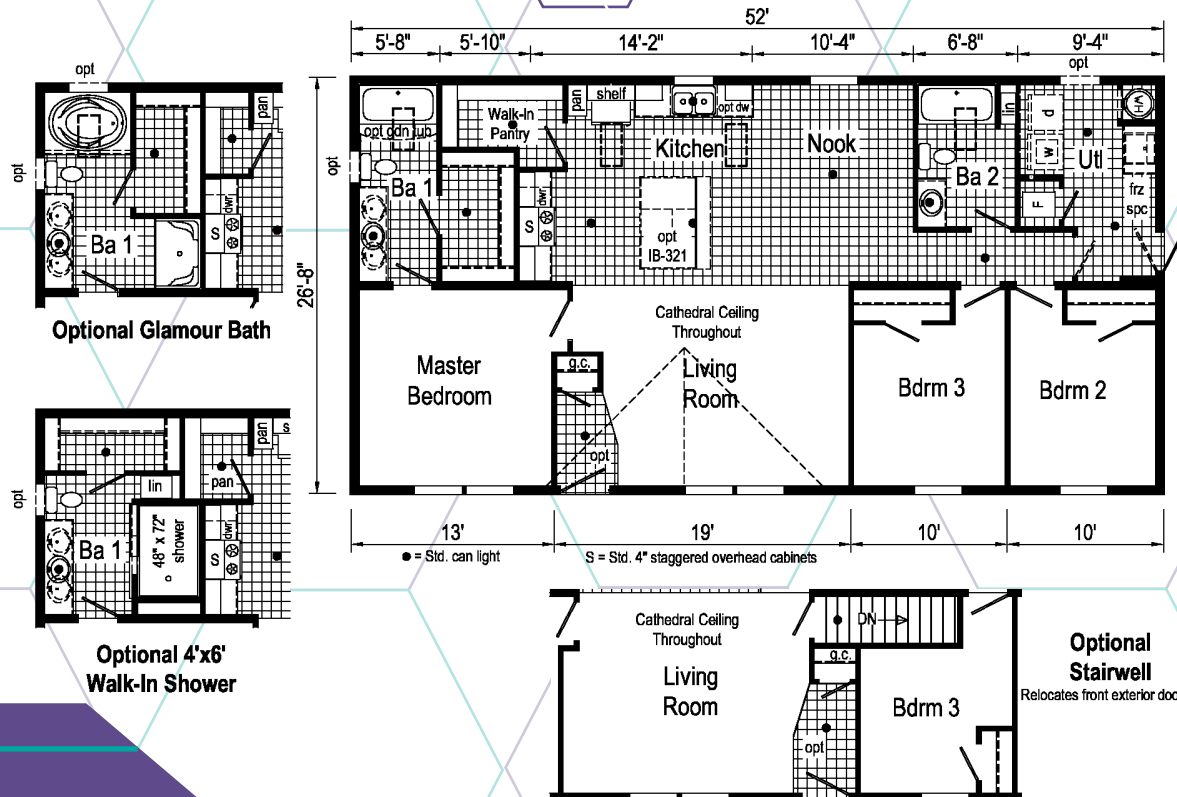 52'
5'-8" 5'-10" 14'-2" 10'-4" 6'-8" 9'-4"
opt
26'-8"
opt
opt gdn tub
Ba 1
Walk-In
Pantry
pan
shelf
opt dw
Kitchen
Nook
dwr
S
opt
IB-321
lin
Ba 2
d
w
F
Utl
WH
frz
spc
Master
Bedroom
g.c.
opt
Cathedral Ceiling
Throughout
Living
Room
Bdrm 3
Bdrm 2
13' 19' 10' 10'
● = Std. can light
S = Std. 4" staggered overhead cabinets
opt
opt
pan
dwr
S
Ba 1
Optional Glamour Bath
opt
pan
s
pan
lin
Ba 1
48" x 72"
shower
dwr
S
Optional 4'x6'
Walk-In Shower
Cathedral Ceiling
Throughout
Living
Room
DN
g.c.
opt
Bdrm 3
Optional
Stairwell
Relocates front exterior doo